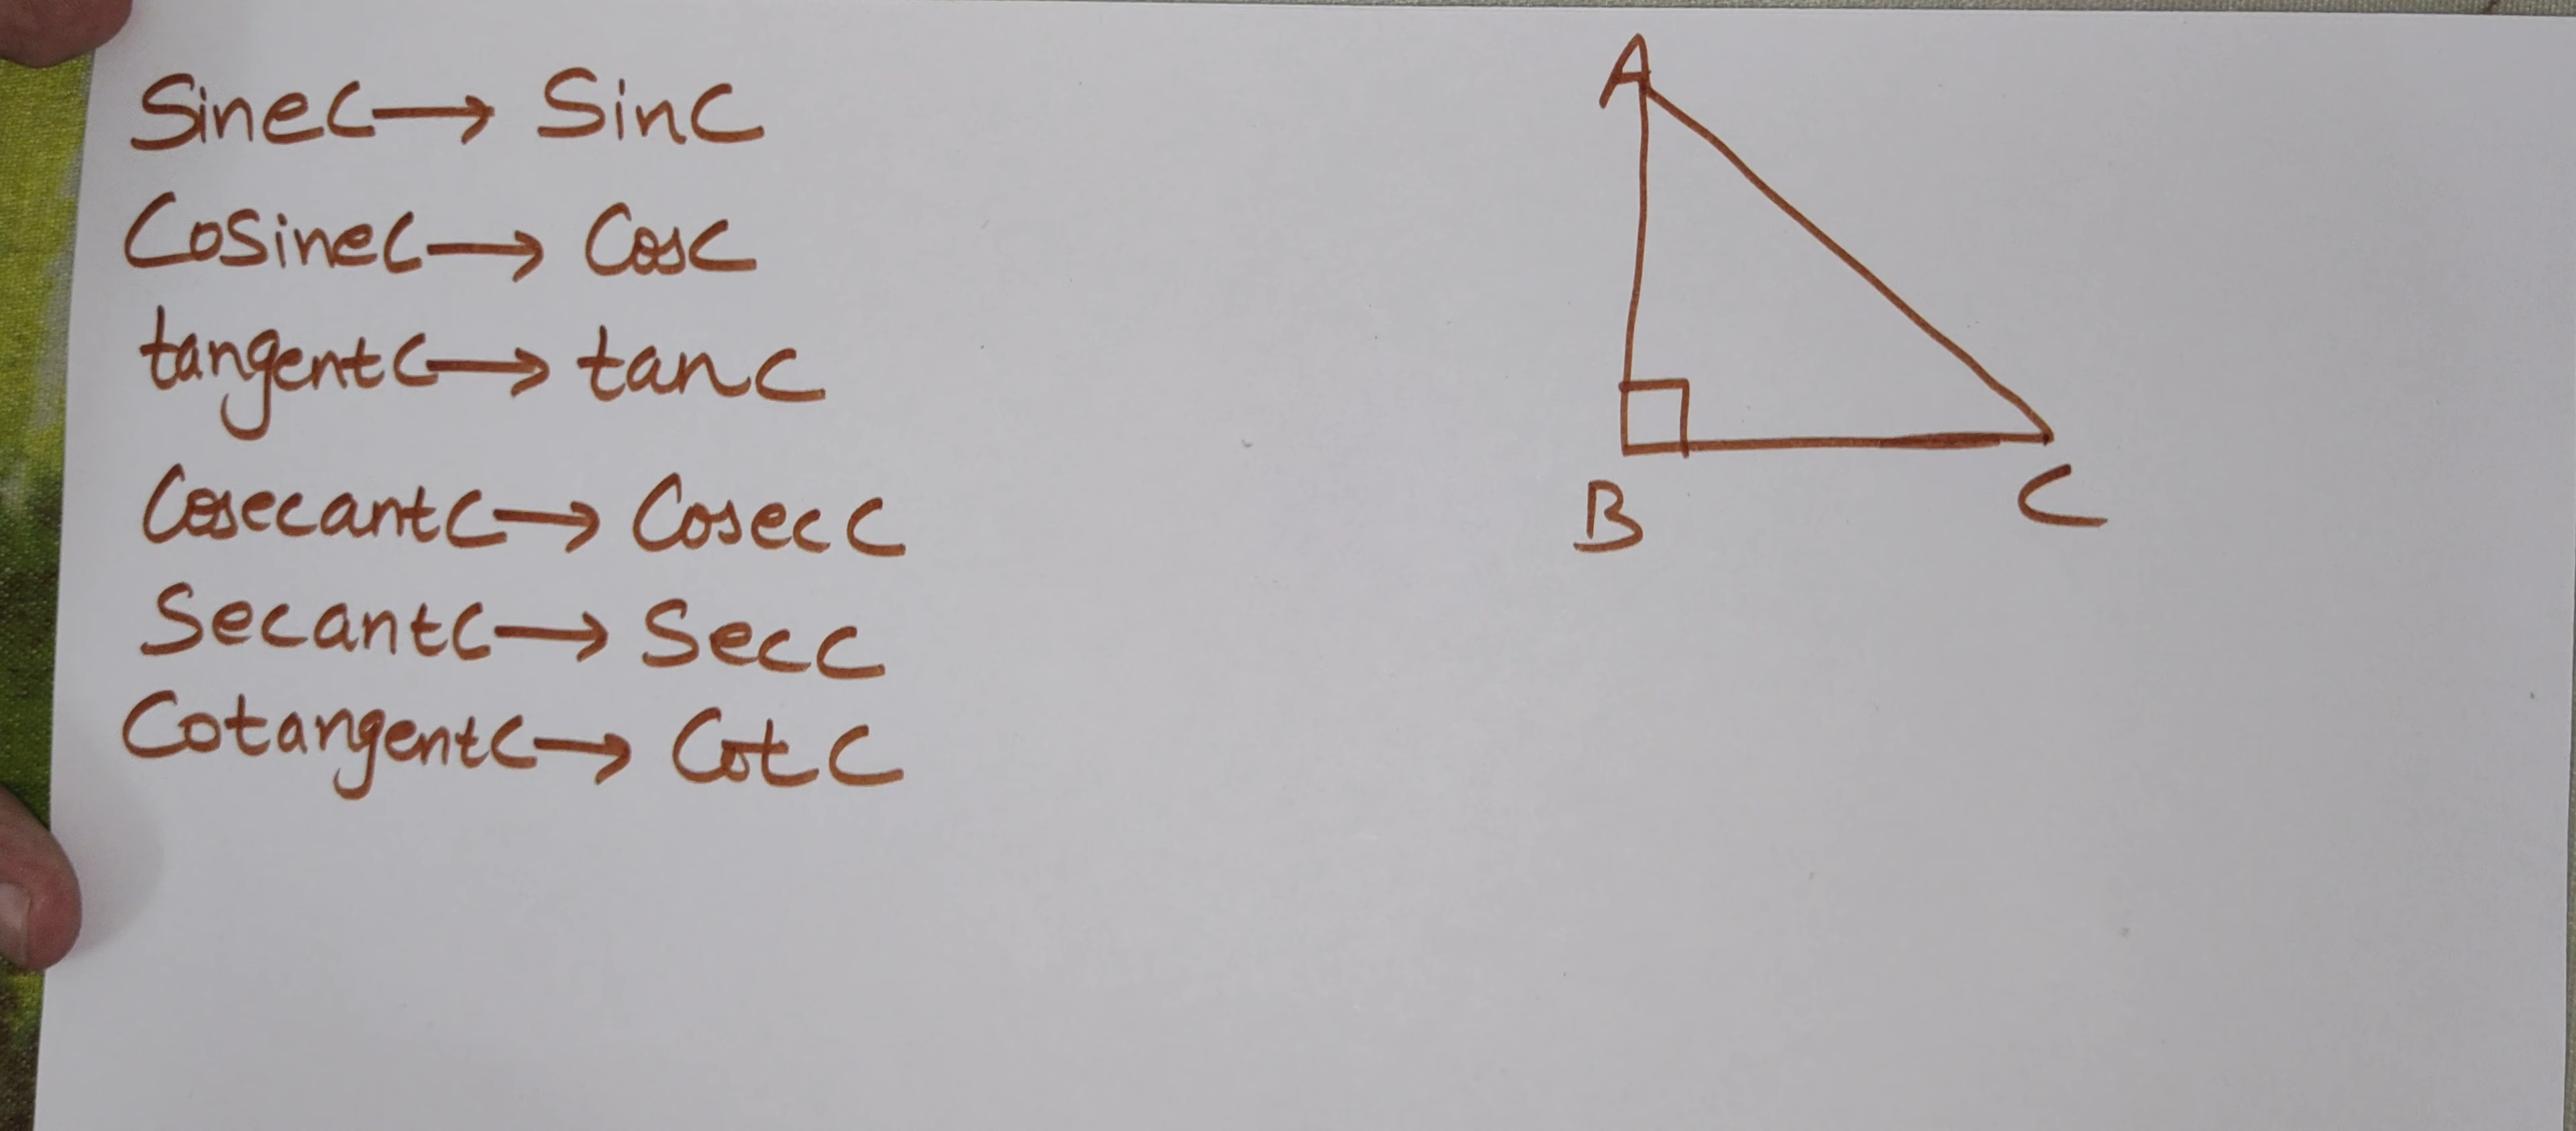 SineC → SinC
CosineC → CosC
tangentC → tanC
CosecantC → CosecC
SecantC → SecC
CotangentC → CotC
A
B
C